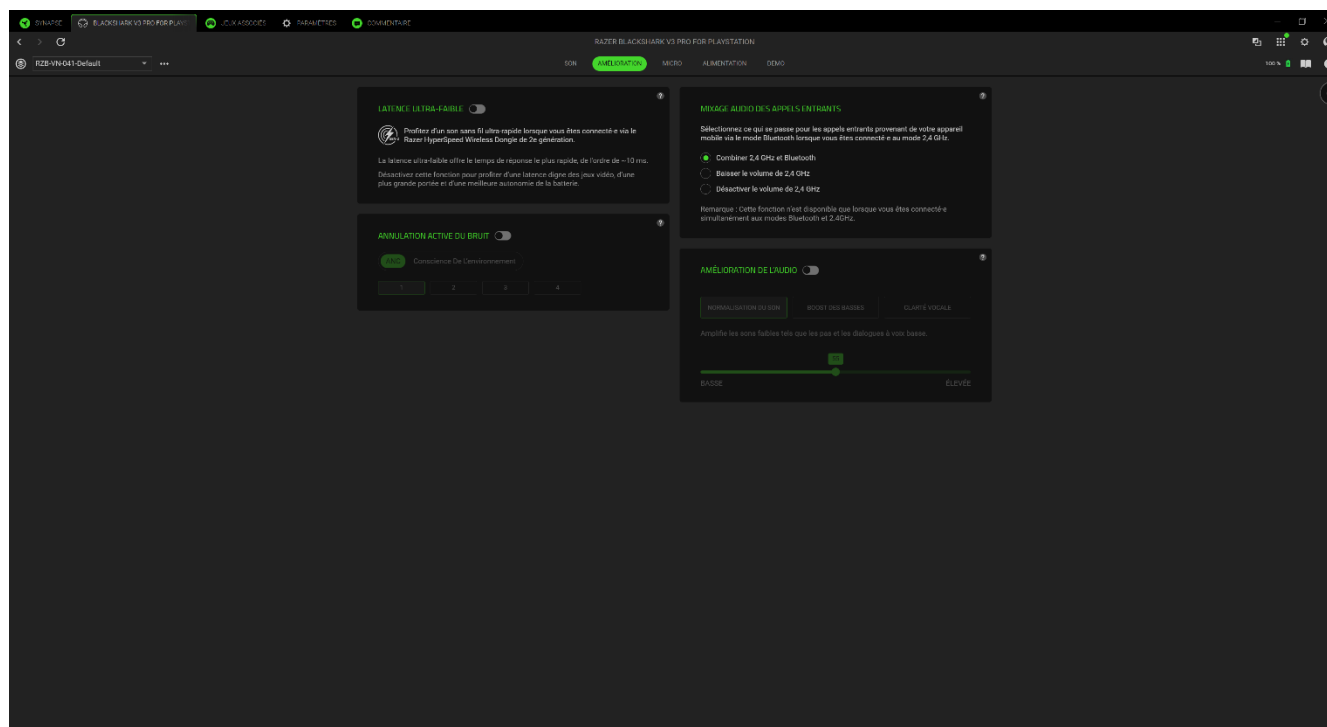 SYNAPSE
BLACKSHARK V3 PRO FOR PLAYS
JEUX ASSOCIÉS
PARAMÈTRES
COMMENTAIRE
RAZER BLACKSHARK V3 PRO FOR PLAYSTATION
RZB-VN-041-Default
SON
AMÉLIORATION
MICRO
ALIMENTATION
DEMO
100 %
LATENCE ULTRA-FAIBLE
Profitez d'un son sans fil ultra-rapide lorsque vous êtes connecté·e via le
Razer HyperSpeed Wireless Dongle de 2e génération.
La latence ultra-faible offre le temps de réponse le plus rapide, de l'ordre de ~10 ms.
Désactivez cette fonction pour profiter d'une latence digne des jeux vidéo, d'une
plus grande portée et d'une meilleure autonomie de la batterie.
ANNULATION ACTIVE DU BRUIT
ANC
Conscience De L'environnement
1
2
3
4
MIXAGE AUDIO DES APPELS ENTRANTS
Sélectionnez ce qui se passe pour les appels entrants provenant de votre appareil
mobile via le mode Bluetooth lorsque vous êtes connecté·e au mode 2,4 GHz.
Combiner 2,4 GHz et Bluetooth
Baisser le volume de 2,4 GHz
Désactiver le volume de 2,4 GHz
Remarque : Cette fonction n'est disponible que lorsque vous êtes connecté·e
simultanément aux modes Bluetooth et 2.4GHz.
AMÉLIORATION DE L'AUDIO
NORMALISATION DU SON
BOOST DES BASSES
CLARTÉ VOCALE
Amplifie les sons faibles tels que les pas et les dialogues à voix basse.
BASSE
ÉLEVÉE